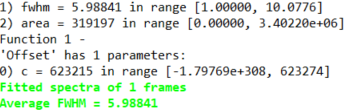 1) fwhm = 5.98841 in range [1.00000, 10.0776]
2) area = 319197 in range [0.00000, 3.40220e+06]
Function 1 -
'Offset' has 1 parameters:
0) c = 623215 in range [-1.79769e+308, 623274]
Fitted spectra of 1 frames
Average FWHM = 5.98841